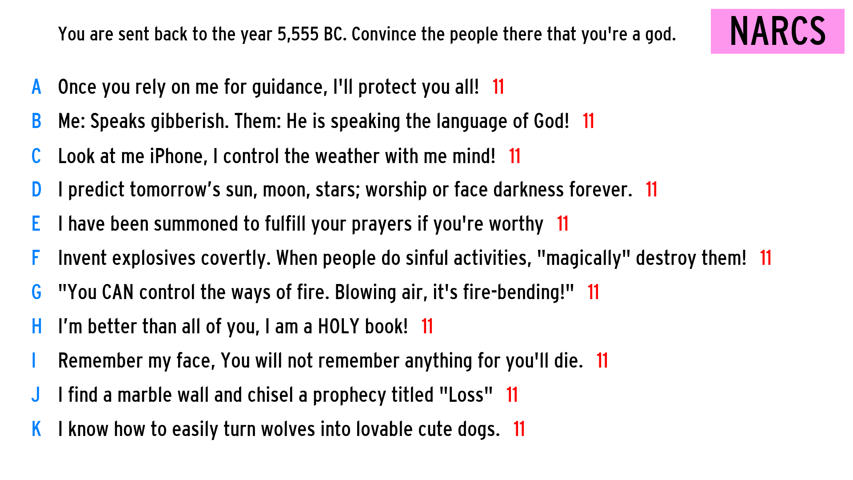 You are sent back to the year 5,555 BC. Convince the people there that you're a god.
NARCS
A Once you rely on me for guidance, I'll protect you all! 11
B Me: Speaks gibberish. Them: He is speaking the language of God! 11
C Look at me iPhone, I control the weather with me mind! 11
D I predict tomorrow’s sun, moon, stars; worship or face darkness forever. 11
E I have been summoned to fulfill your prayers if you're worthy 11
F Invent explosives covertly. When people do sinful activities, "magically" destroy them! 11
G "You CAN control the ways of fire. Blowing air, it's fire-bending!" 11
H I’m better than all of you, I am a HOLY book! 11
I Remember my face, You will not remember anything for you'll die. 11
J I find a marble wall and chisel a prophecy titled "Loss" 11
K I know how to easily turn wolves into lovable cute dogs. 11